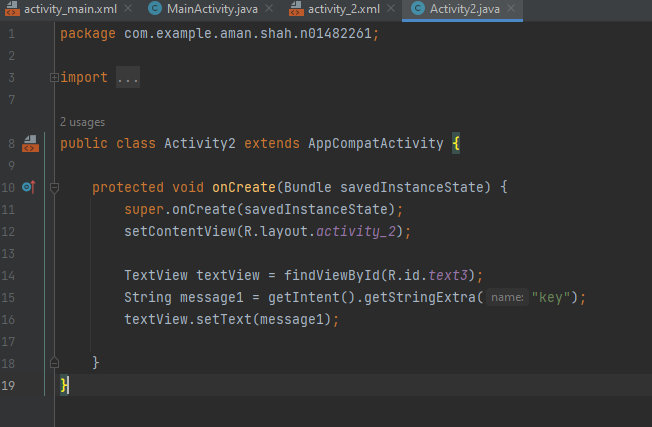 activity_main.xml MainActivity.java activity_2.xml Activity2.java
1 package com.example.aman.shah.n01482261;
2
3 import ...
7
2 usages
8 public class Activity2 extends AppCompatActivity {
9
10 protected void onCreate(Bundle savedInstanceState) {
11 super.onCreate(savedInstanceState);
12 setContentView(R.layout.activity_2);
13
14 TextView textView = findViewById(R.id.text3);
15 String message1 = getIntent().getStringExtra( name: "key");
16 textView.setText(message1);
17
18 }
19 }